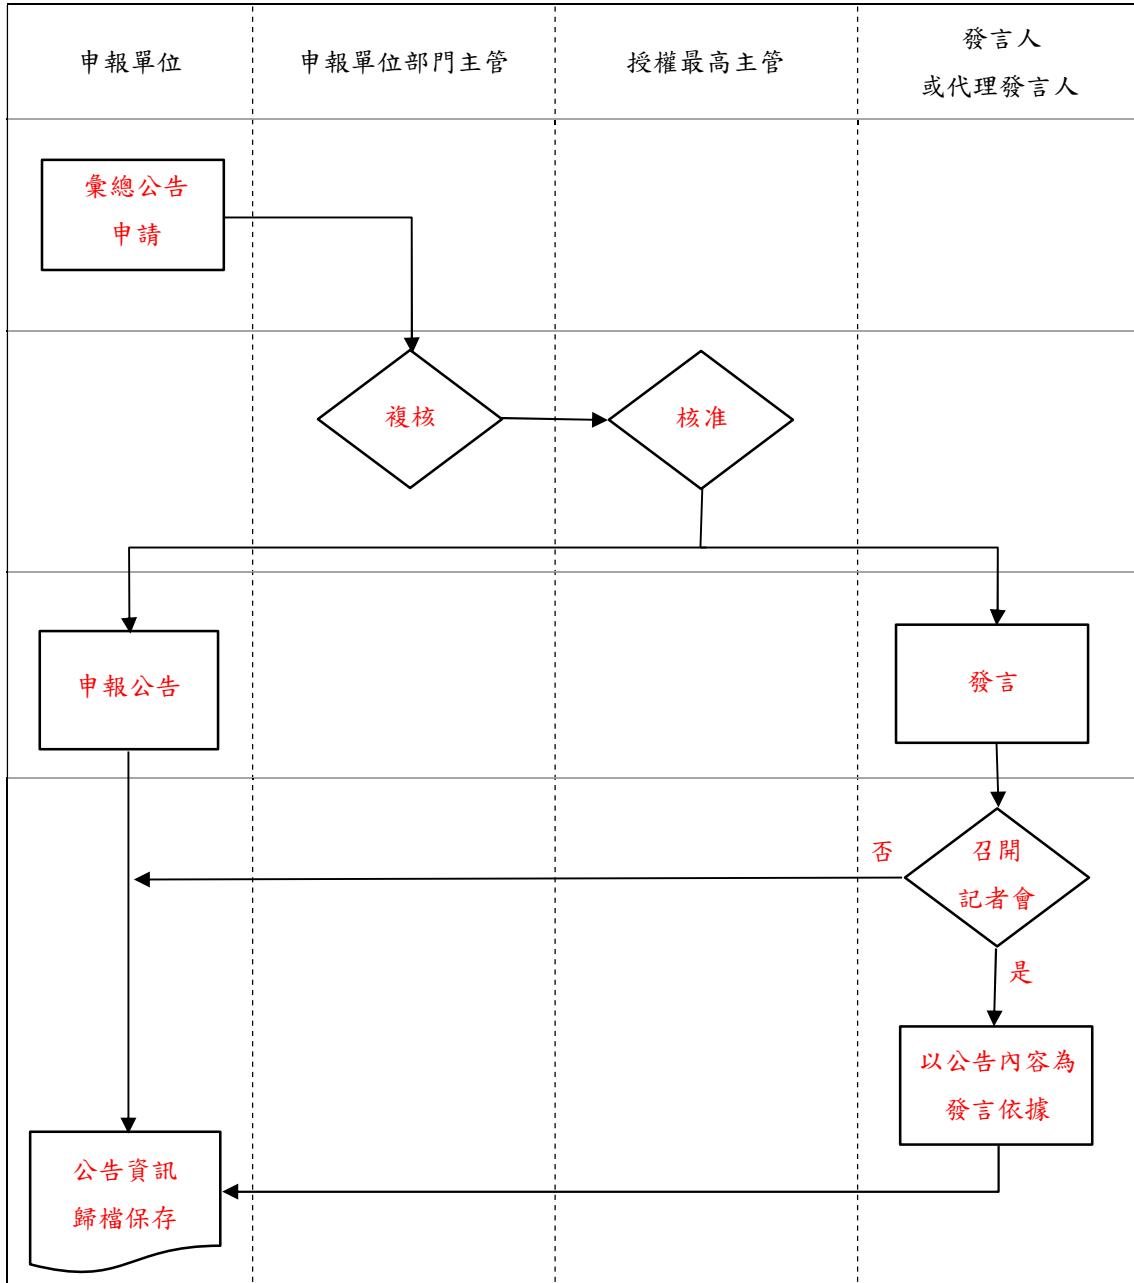 申報單位
申報單位部門主管
授權最高主管
發言人
或代理發言人
彙總公告
申請
複核
核准
申報公告
發言
否
召開
記者會
是
以公告內容為
發言依據
公告資訊
歸檔保存